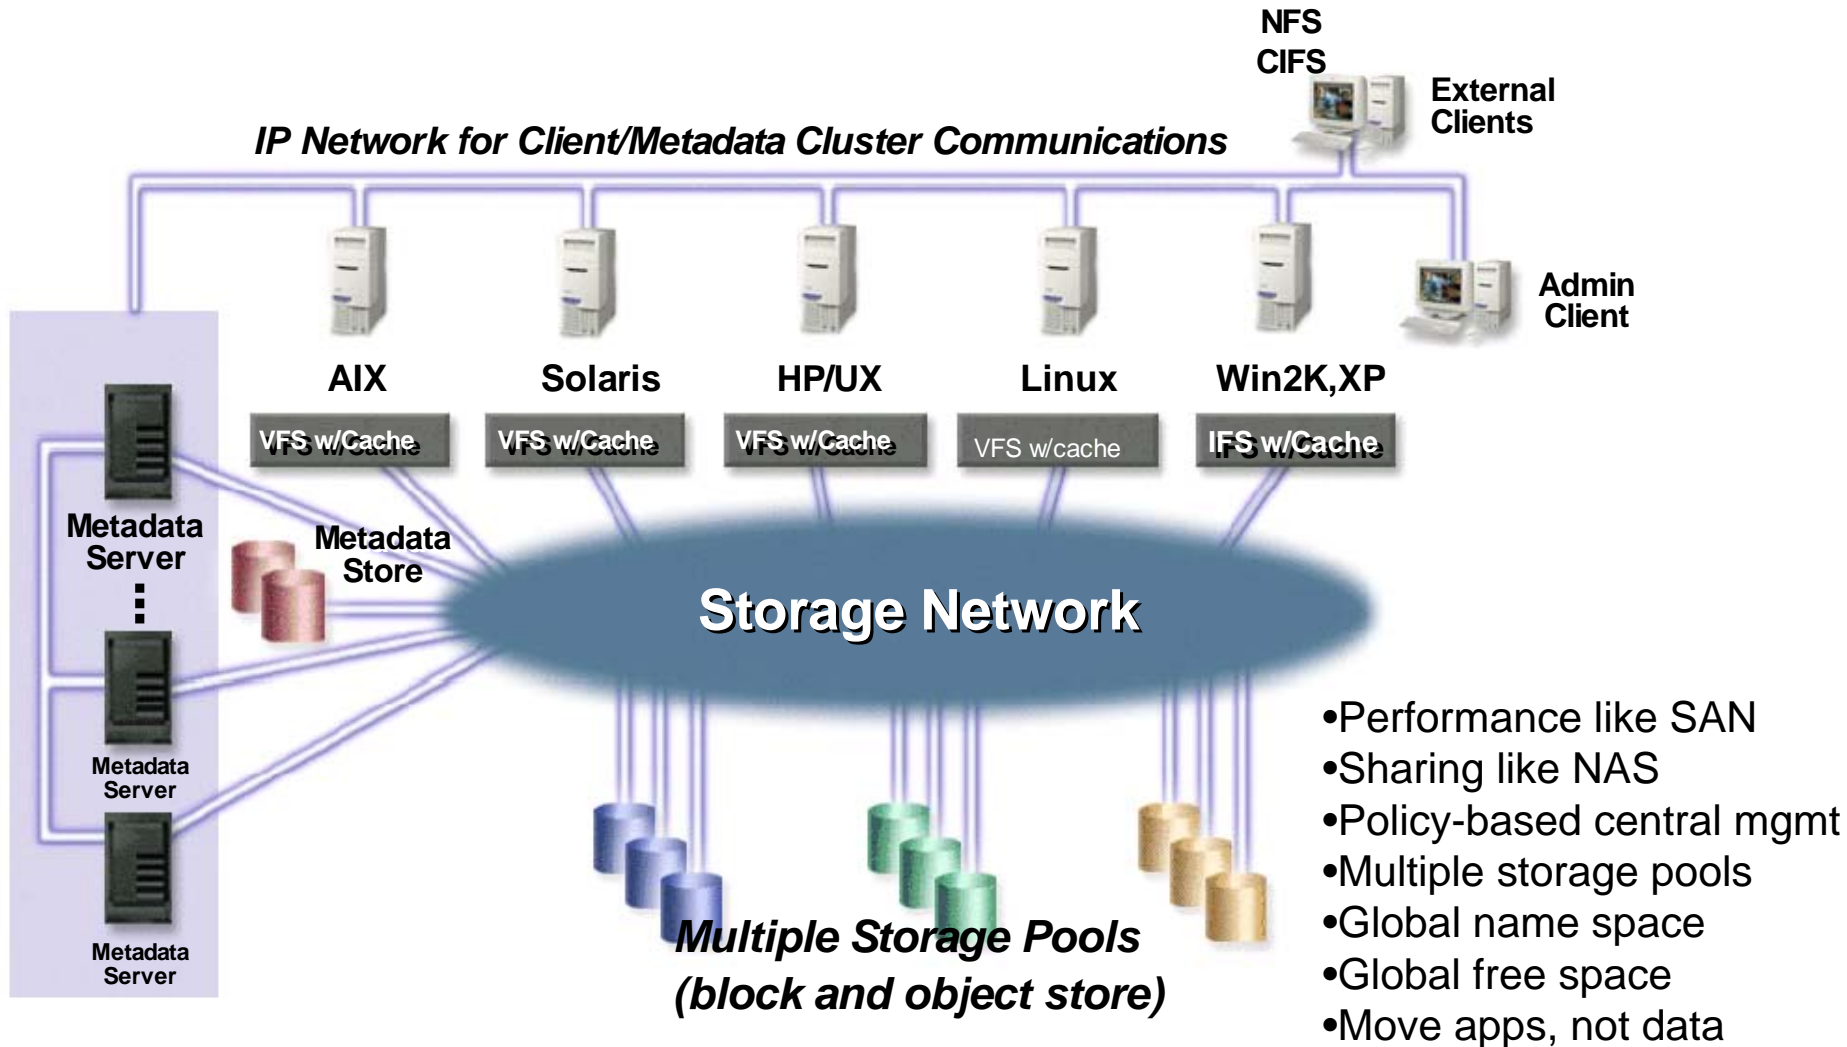 NFS
CIFS
External
Clients
IP Network for Client/Metadata Cluster Communications
Admin
Client
AIX
Solaris
HP/UX
Linux
Win2K,XP
VFS w/Cache
VFS w/Cache
VFS w/Cache
VFS w/cache
IFS w/Cache
Metadata
Server
Metadata
Store
Storage Network
Metadata
Server
Metadata
Server
Multiple Storage Pools
(block and object store)
•Performance like SAN
•Sharing like NAS
•Policy-based central mgmt
•Multiple storage pools
•Global name space
•Global free space
•Move apps, not data